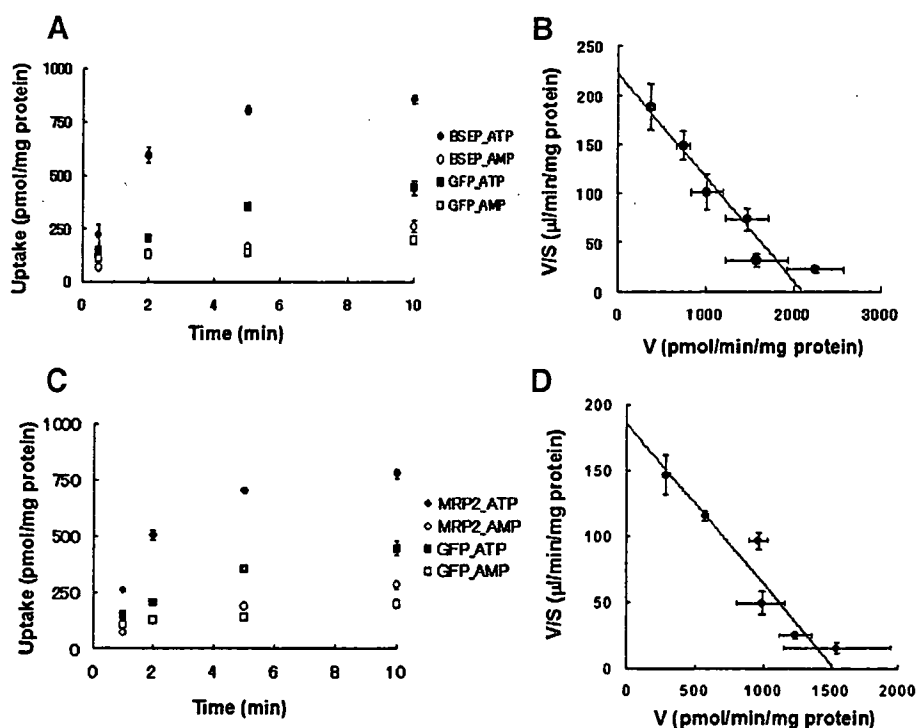 A
Uptake (pmol/mg protein)
1000
750
500
250
0
0 2 4 6 8 10
Time (min)
BSEP_ATP
BSEP_AMP
GFP_ATP
GFP_AMP
B
V/S (µl/min/mg protein)
250
200
150
100
50
0
0 1000 2000 3000
V (pmol/min/mg protein)
C
Uptake (pmol/mg protein)
1000
750
500
250
0
0 2 4 6 8 10
Time (min)
MRP2_ATP
MRP2_AMP
GFP_ATP
GFP_AMP
D
V/S (µl/min/mg protein)
200
150
100
50
0
0 500 1000 1500 2000
V (pmol/min/mg protein)